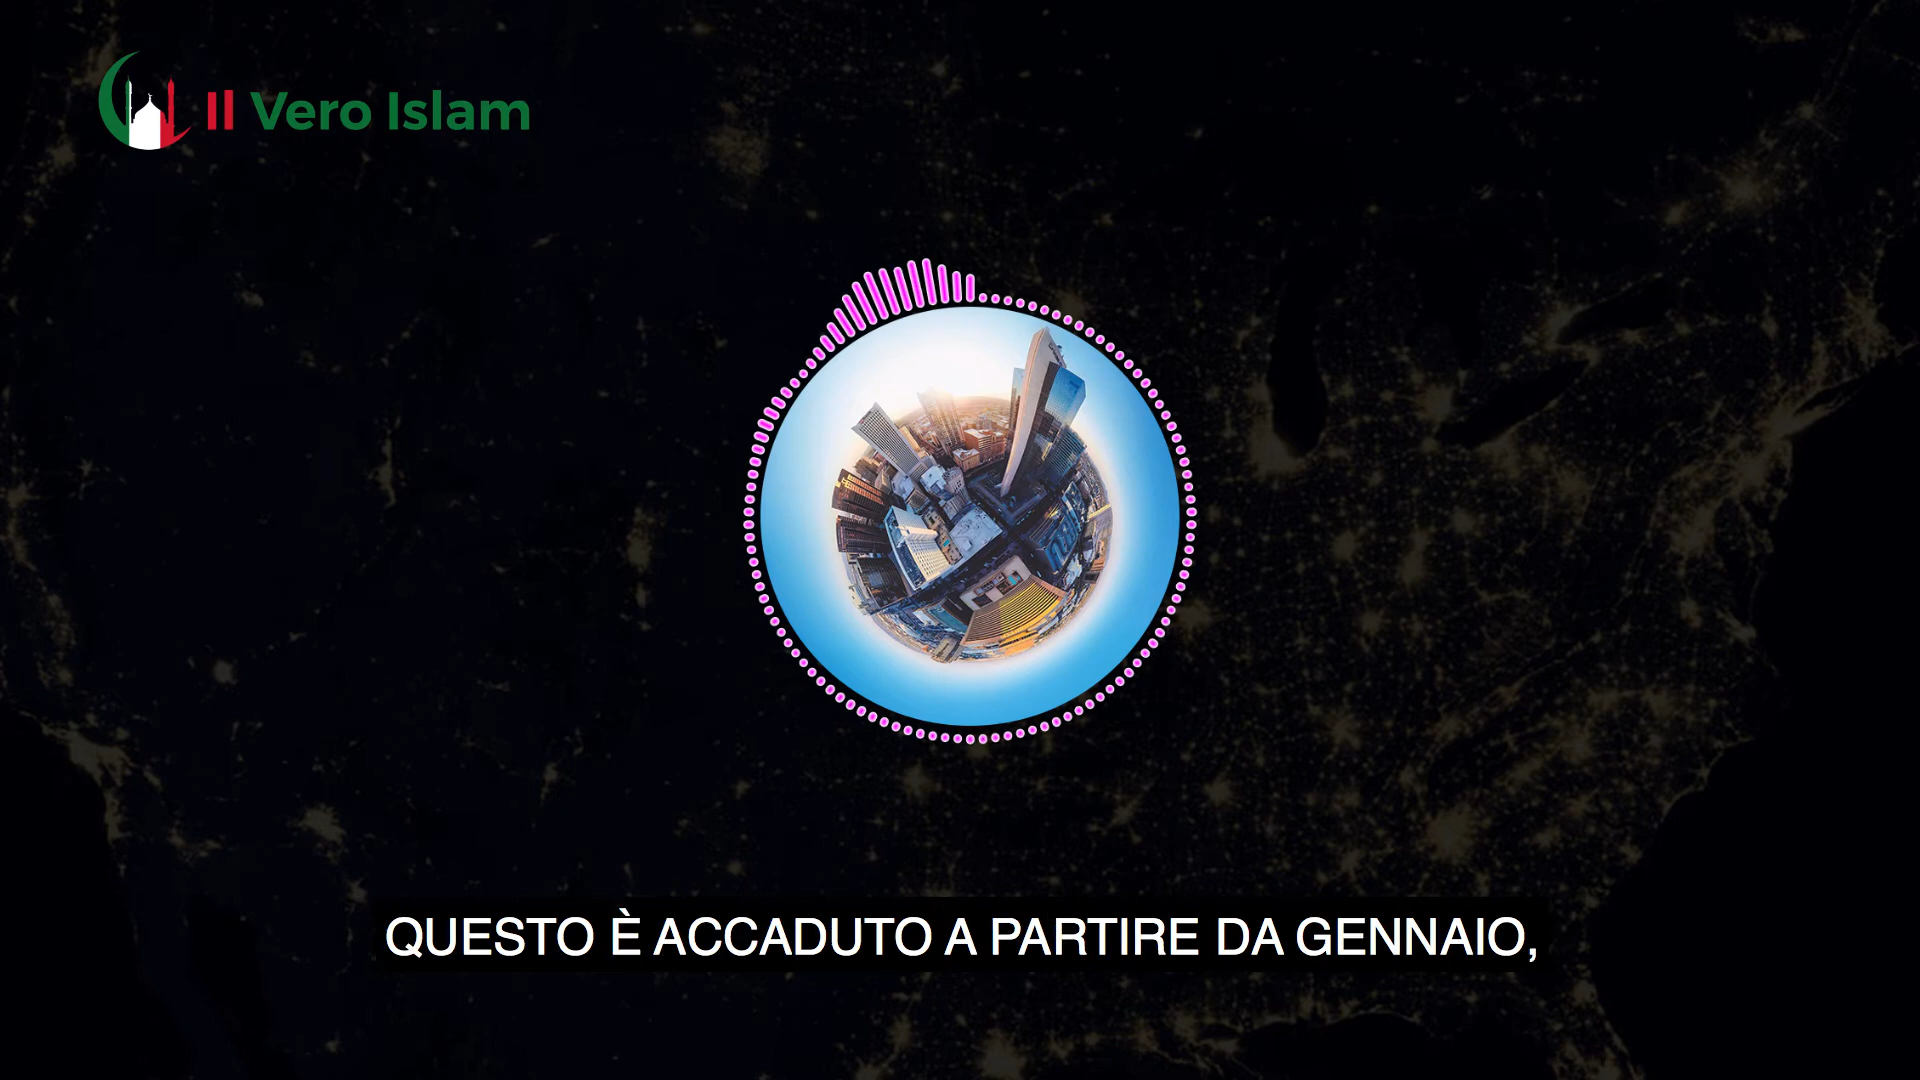 Il Vero Islam
QUESTO È ACCADUTO A PARTIRE DA GENNAIO,